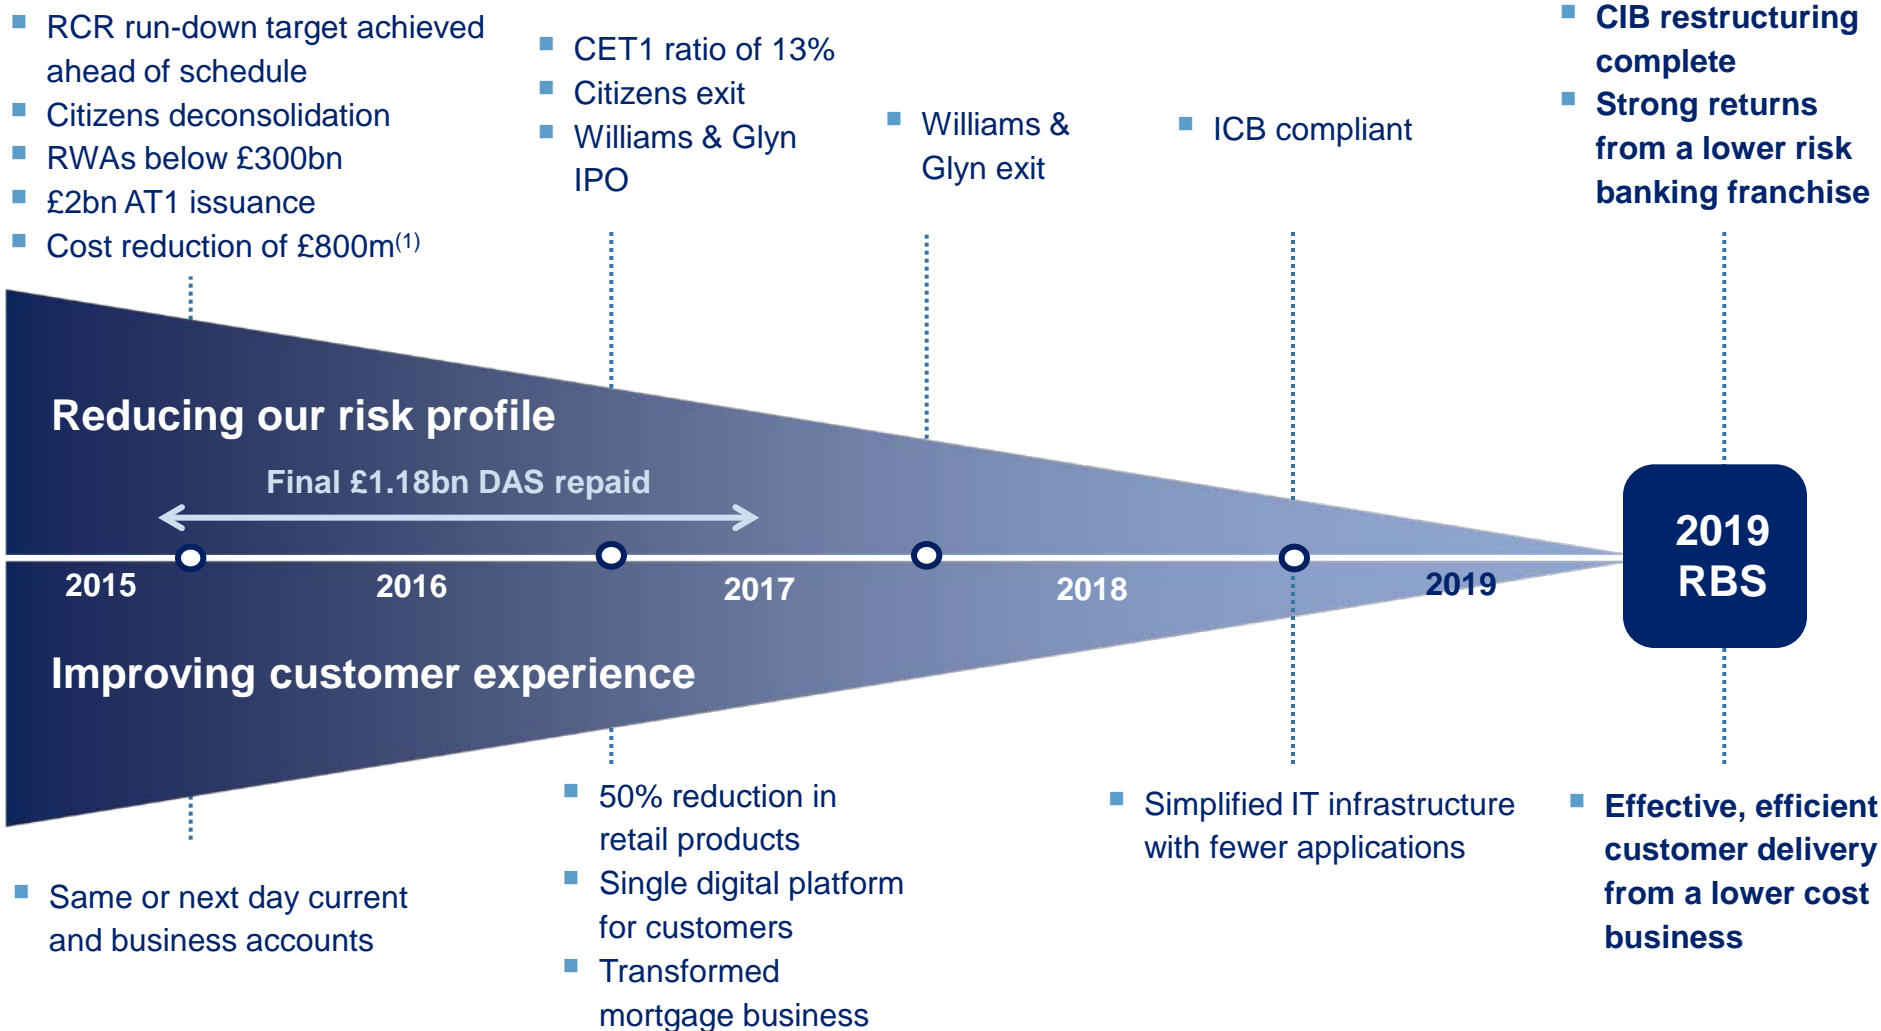 RCR run-down target achieved
ahead of schedule
Citizens deconsolidation
RWAs below £300bn
£2bn AT1 issuance
Cost reduction of £800m(1)
CET1 ratio of 13%
Citizens exit
Williams & Glyn
IPO
Williams &
Glyn exit
ICB compliant
CIB restructuring
complete
Strong returns
from a lower risk
banking franchise
Reducing our risk profile
Final £1.18bn DAS repaid
2015
2016
2017
2018
2019
2019
RBS
Improving customer experience
Same or next day current
and business accounts
50% reduction in
retail products
Single digital platform
for customers
Transformed
mortgage business
Simplified IT infrastructure
with fewer applications
Effective, efficient
customer delivery
from a lower cost
business